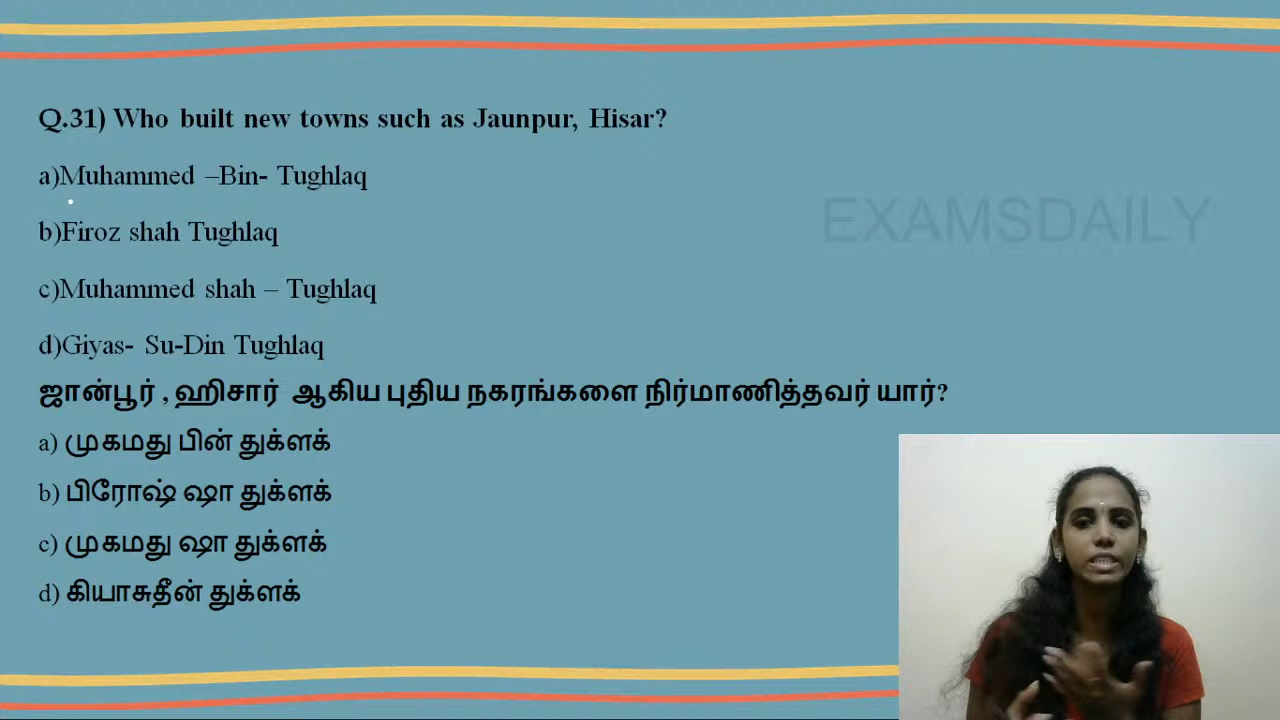 Q.31) Who built new towns such as Jaunpur, Hisar?
a)Muhammed –Bin- Tughlaq
EXAMSDAILY
b)Firoz shah Tughlaq
c)Muhammed shah – Tughlaq
d)Giyas- Su-Din Tughlaq
ஜான்பூர் , ஹிசார் ஆகிய புதிய நகரங்களை நிர்மாணித்தவர் யார்?
a) முகமது பின் துக்ளக்
b) பிரோஷ் ஷா துக்ளக்
c) முகமது ஷா துக்ளக்
d) கியாசுதீன் துக்ளக்